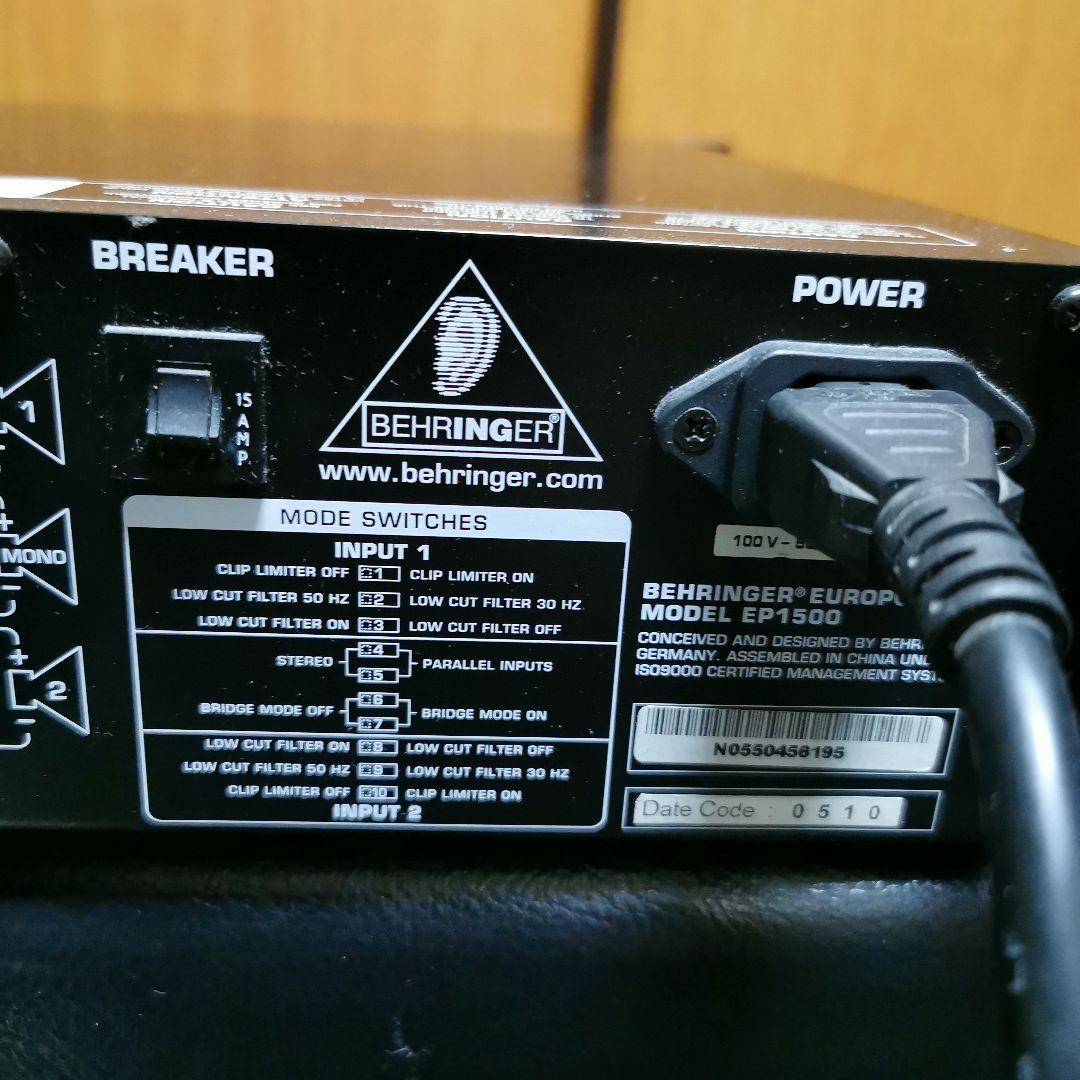 BREAKER
POWER
15
AMP
1
MONO
2
BEHRINGER®
www.behringer.com
MODE SWITCHES
INPUT 1
CLIP LIMITER OFF 1 CLIP LIMITER ON
LOW CUT FILTER 50 HZ 2 LOW CUT FILTER 30 HZ
LOW CUT FILTER ON 3 LOW CUT FILTER OFF
STEREO 4 5 PARALLEL INPUTS
BRIDGE MODE OFF 6 7 BRIDGE MODE ON
LOW CUT FILTER ON 8 LOW CUT FILTER OFF
LOW CUT FILTER 50 HZ 9 LOW CUT FILTER 30 HZ
CLIP LIMITER OFF 10 CLIP LIMITER ON
INPUT 2
100 V~
BEHRINGER®
MODEL EP1500
CONCEIVED AND DESIGNED BY
GERMANY. ASSEMBLED IN CHINA
ISO9000 CERTIFIED MANAGEMENT
N0550456195
Date Code : 0510